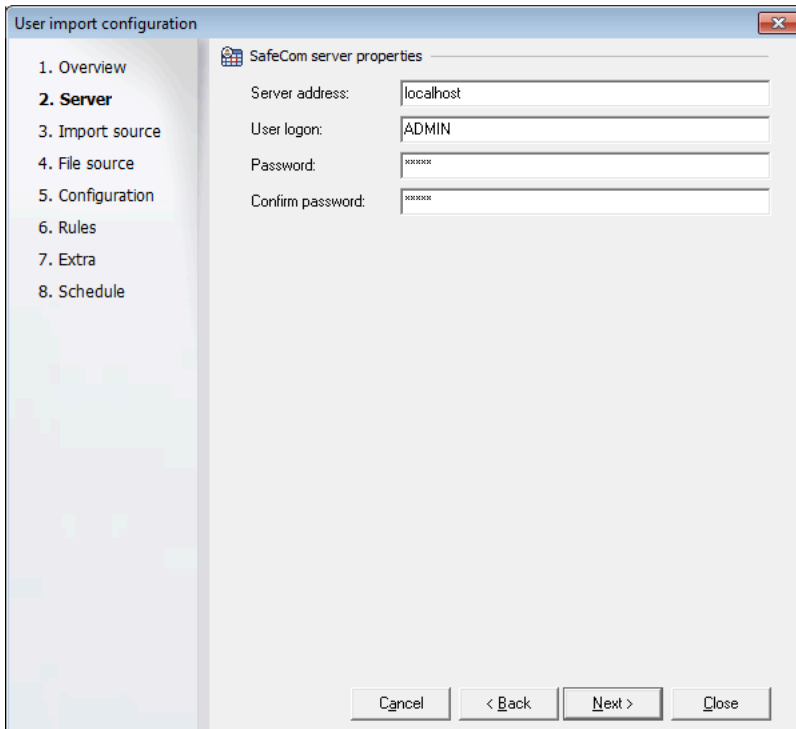 User import configuration
1. Overview
2. Server
3. Import source
4. File source
5. Configuration
6. Rules
7. Extra
8. Schedule
SafeCom server properties
Server address: localhost
User logon: ADMIN
Password: *****
Confirm password: *****
Cancel < Back Next > Close